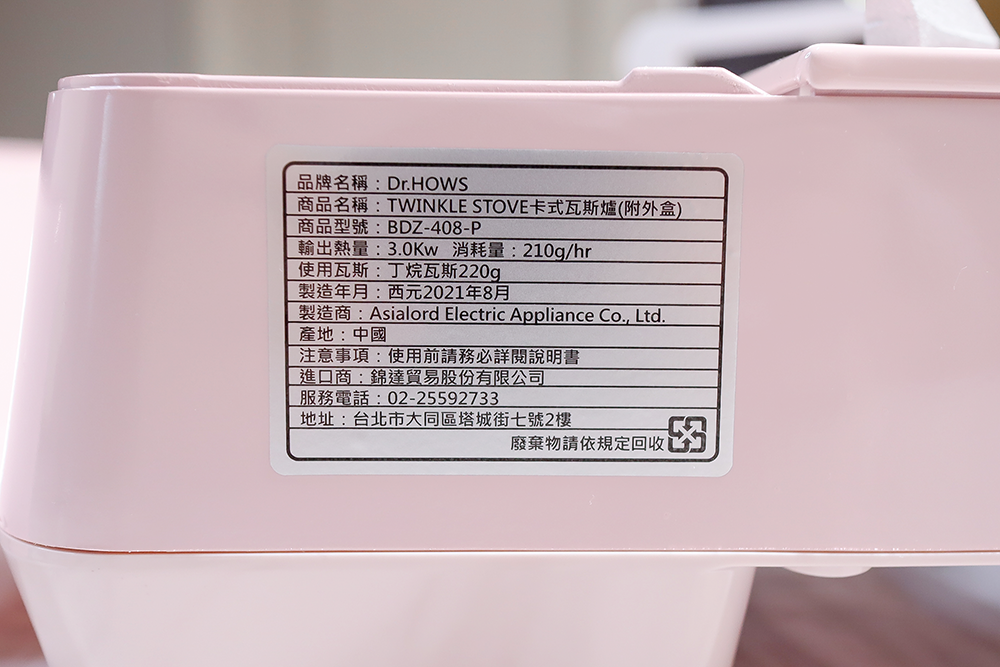 品牌名稱：Dr.HOWS
商品名稱：TWINKLE STOVE卡式瓦斯爐(附外盒)
商品型號：BDZ-408-P
輸出熱量：3.0Kw 消耗量：210g/hr
使用瓦斯：丁烷瓦斯220g
製造年月：西元2021年8月
製造商：Asialord Electric Appliance Co., Ltd.
產地：中國
注意事項：使用前請務必詳閱說明書
進口商：錦達貿易股份有限公司
服務電話：02-25592733
地址：台北市大同區塔城街七號2樓
廢棄物請依規定回收